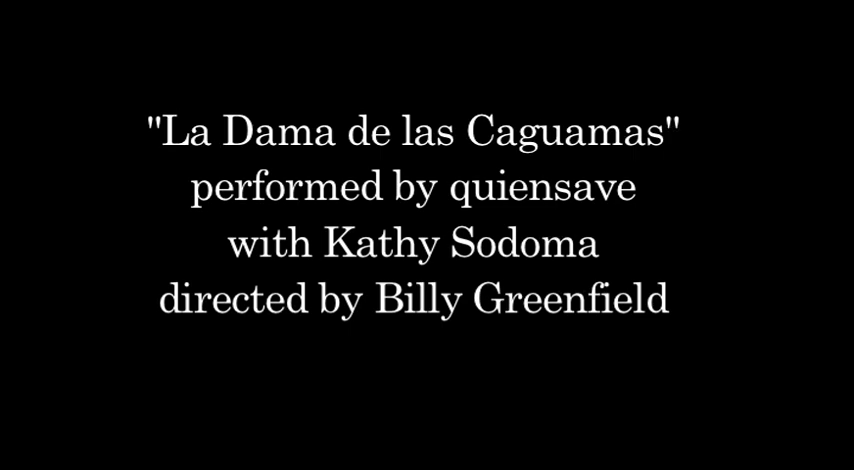 "La Dama de las Caguamas"
performed by quiensave
with Kathy Sodoma
directed by Billy Greenfield